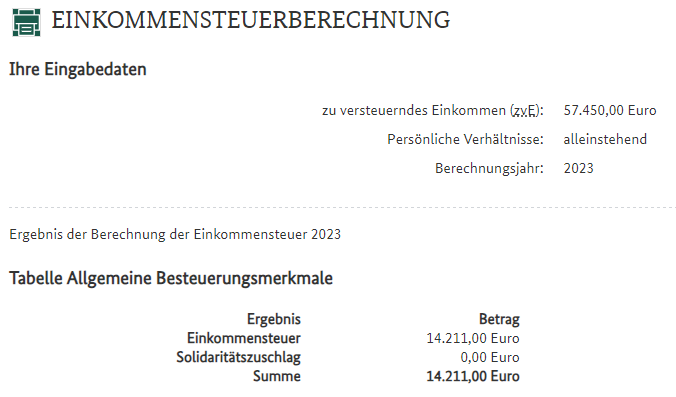 EINKOMMENSTEUERBERECHNUNG
Ihre Eingabedaten
zu versteuerndes Einkommen (zvE): 57.450,00 Euro
Persönliche Verhältnisse: alleinstehend
Berechnungsjahr: 2023
Ergebnis der Berechnung der Einkommensteuer 2023
Tabelle Allgemeine Besteuerungsmerkmale
Ergebnis Betrag
Einkommensteuer 14.211,00 Euro
Solidaritätszuschlag 0,00 Euro
Summe 14.211,00 Euro